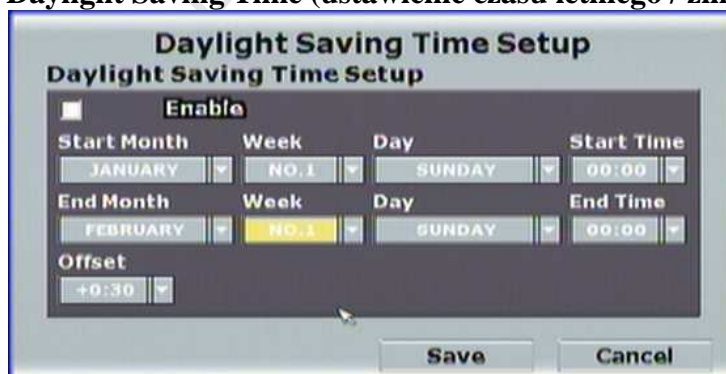 Daylight Saving Time (ustawienie czasu letniego / zim
Daylight Saving Time Setup
Daylight Saving Time Setup
Enable
Start Month Week Day Start Time
JANUARY NO.1 SUNDAY 00:00
End Month Week Day End Time
FEBRUARY NO.1 SUNDAY 00:00
Offset
+0:30
Save Cancel